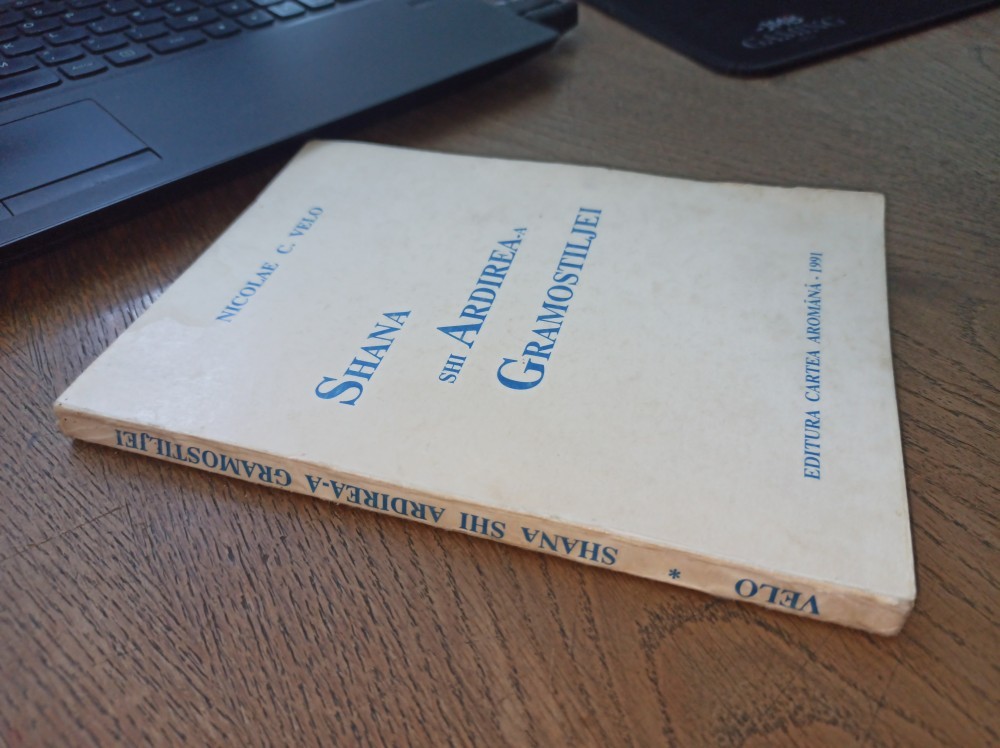 NICOLAE C. VELO
SHANA
SHI ARDIREA-A
GRAMOSTILJEI
EDITURA CARTEA AROMÂNĂ - 1991
VELO * SHANA SHI ARDIREA-A GRAMOSTILJEI